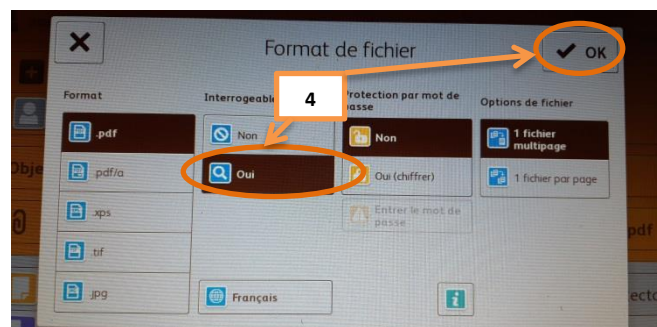 Format de fichier
OK
4
Format
Interrogeable
Protection par mot de
passe
Options de fichier
.pdf
Non
Non
1 fichier
multipage
pdf/a
Oui
Oui (chiffrer)
1 fichier par page
.xps
Entrer le mot de
passe
tif
jpg
Français
Obje
pdf